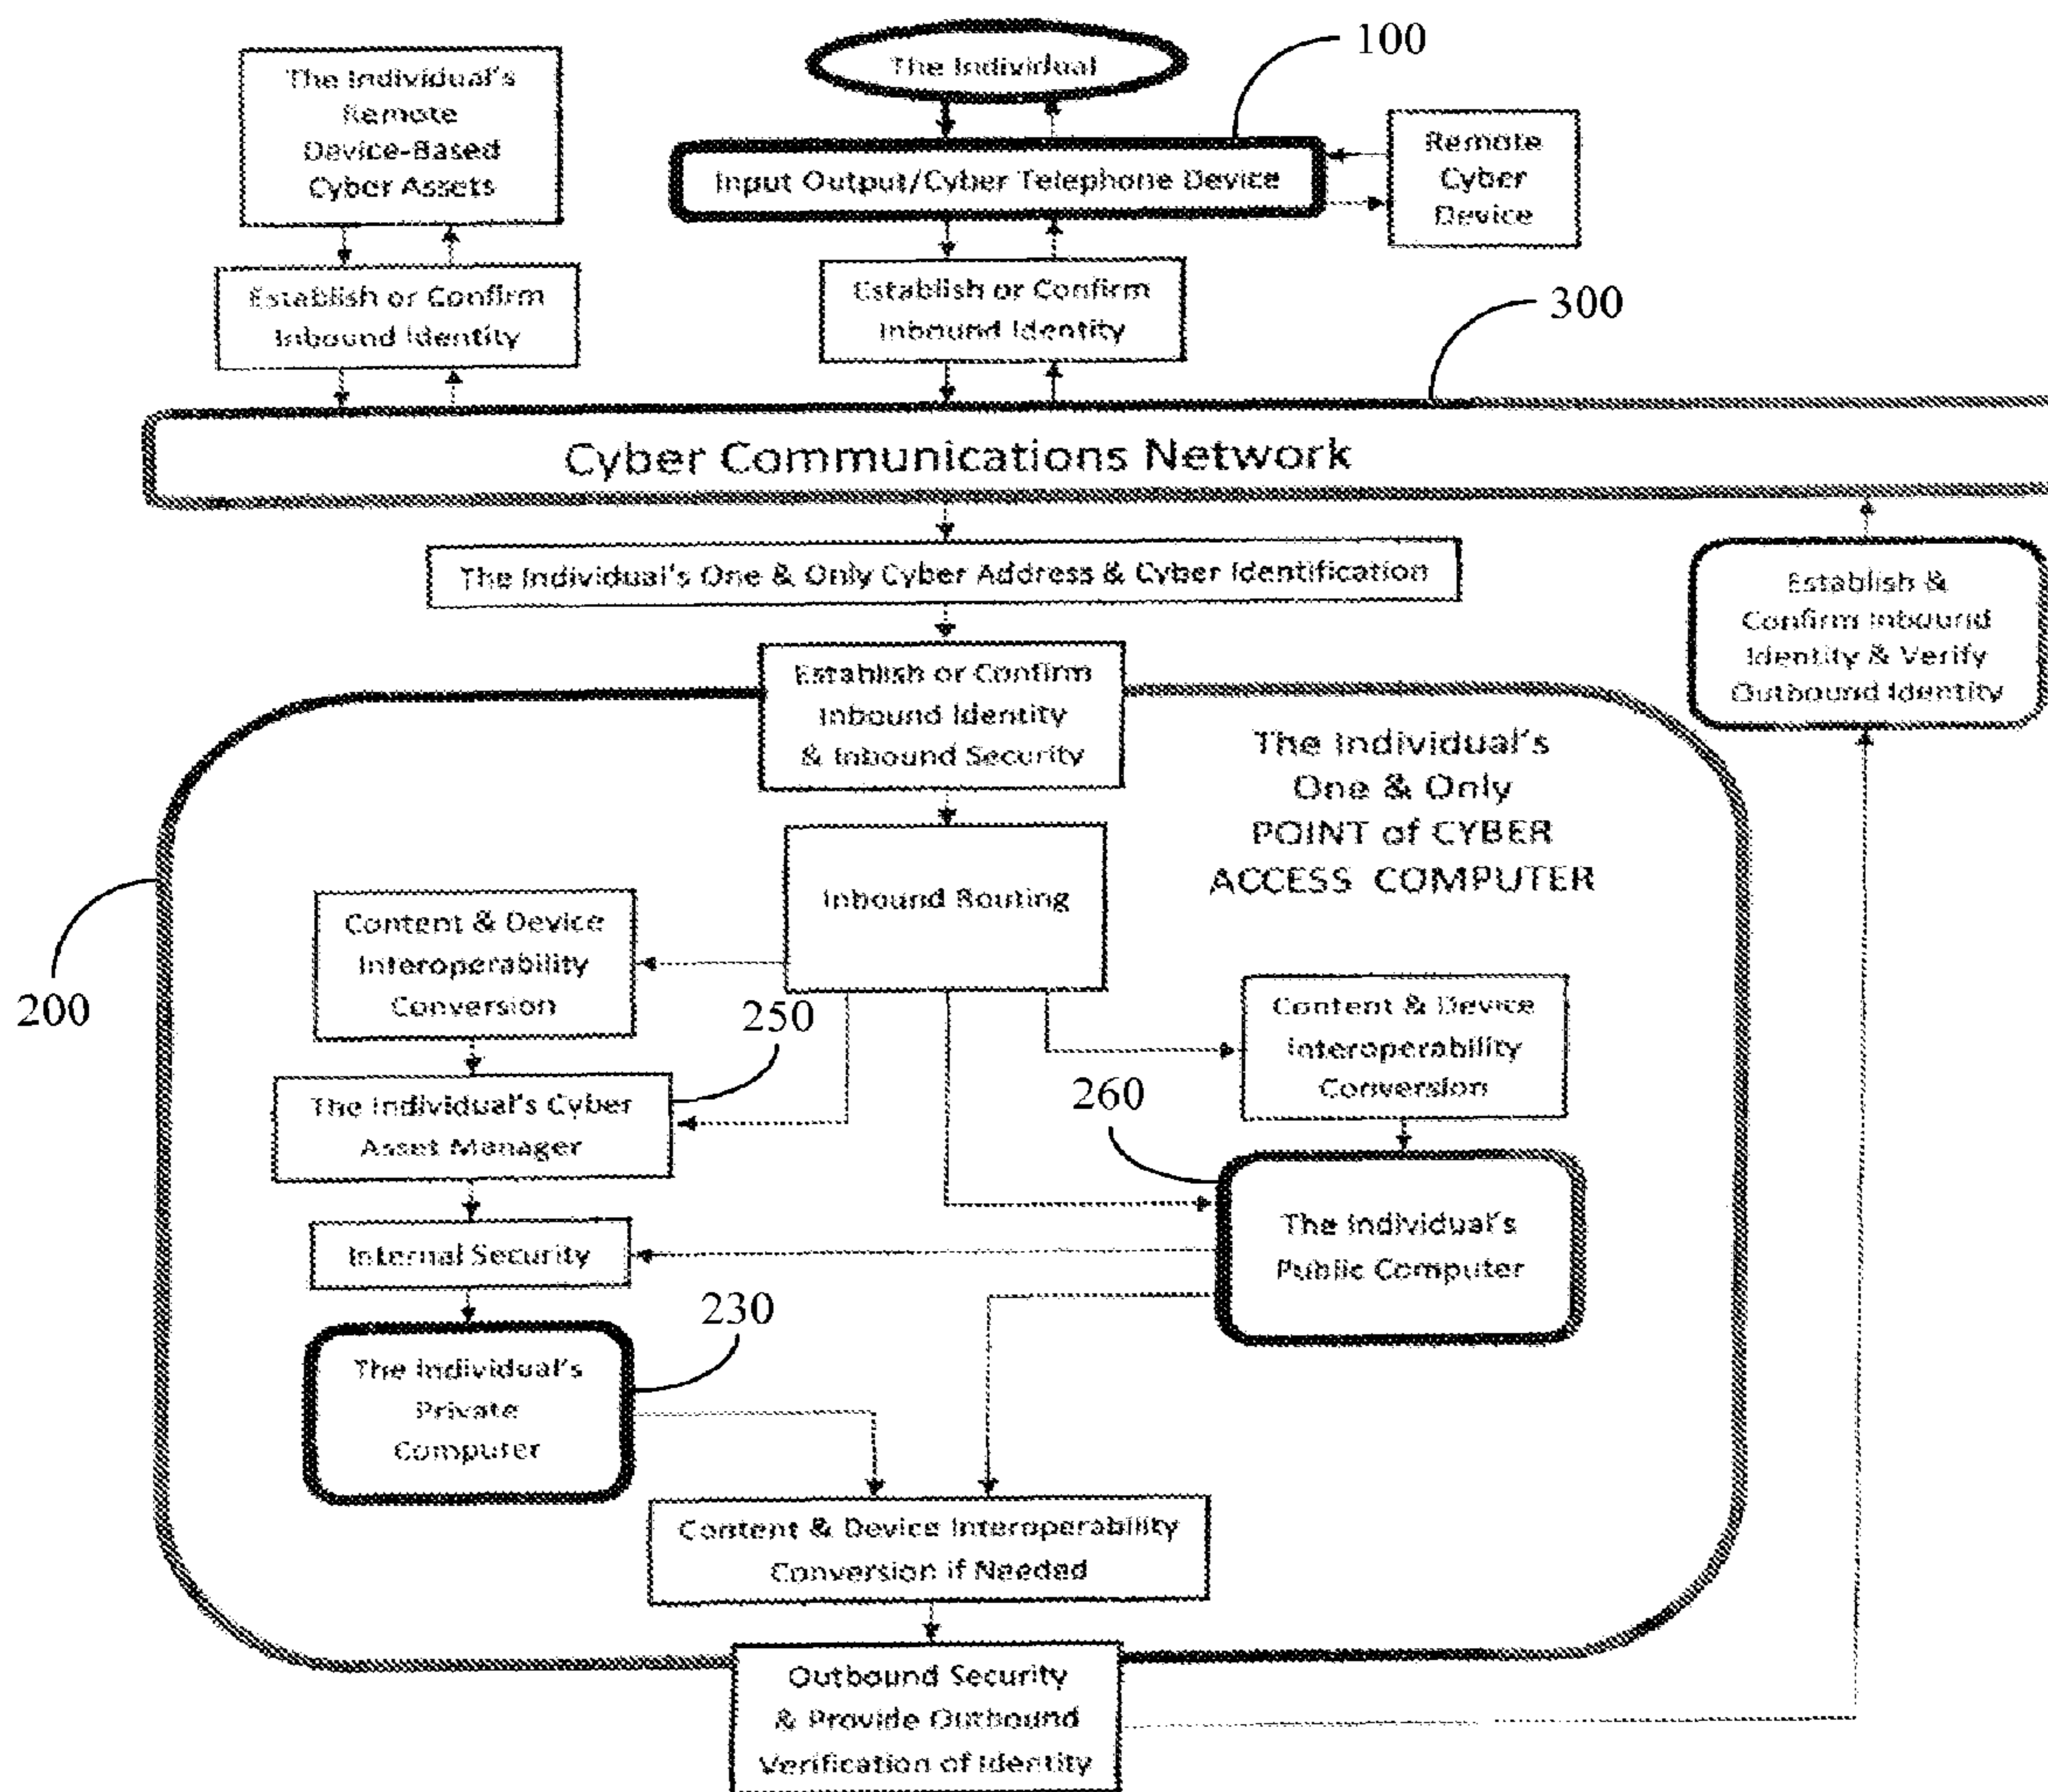 100
The Individual's
Remote
Device-Based
Cyber Assets
The Individual
Input Output/Cyber Telephone Device
Remote
Cyber
Device
Establish or Confirm
Inbound Identity
Establish or Confirm
Inbound Identity
300
Cyber Communications Network
The Individual's One & Only Cyber Address & Cyber Identification
Establish &
Confirm Inbound
Identity & Verify
Outbound Identity
Establish or Confirm
Inbound Identity
& Inbound Security
The Individual's
One & Only
POINT of CYBER
ACCESS COMPUTER
200
Inbound Routing
Content & Device
Interoperability
Conversion
250
Content & Device
Interoperability
Conversion
The Individual's Cyber
Asset Manager
260
Internal Security
The Individual's
Public Computer
230
The Individual's
Private
Computer
Content & Device Interoperability
Conversion if Needed
Outbound Security
& Provide Outbound
Verification of Identity